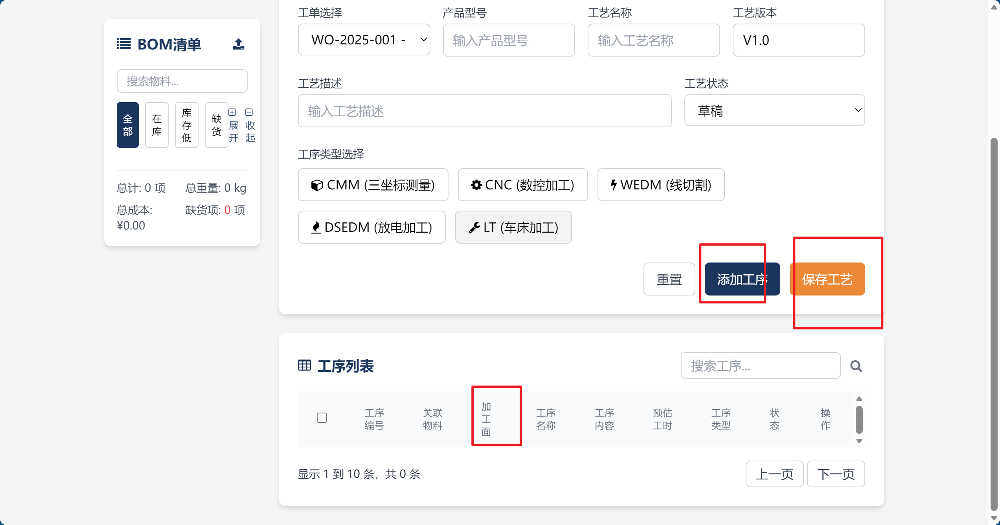 BOM清单
搜索物料...
全部
在库
库存低
缺货
展开
收起
总计: 0 项
总重量: 0 kg
总成本: ¥0.00
缺货项: 0 项
工单选择
产品型号
工艺名称
工艺版本
WO-2025-001 -
输入产品型号
输入工艺名称
V1.0
工艺描述
工艺状态
输入工艺描述
草稿
工序类型选择
CMM (三坐标测量)
CNC (数控加工)
WEDM (线切割)
DSEDM (放电加工)
LT (车床加工)
重置
添加工序
保存工艺
工序列表
搜索工序...
工序编号
关联物料
加工面
工序名称
工序内容
预估工时
工序类型
状态
操作
显示 1 到 10 条，共 0 条
上一页
下一页